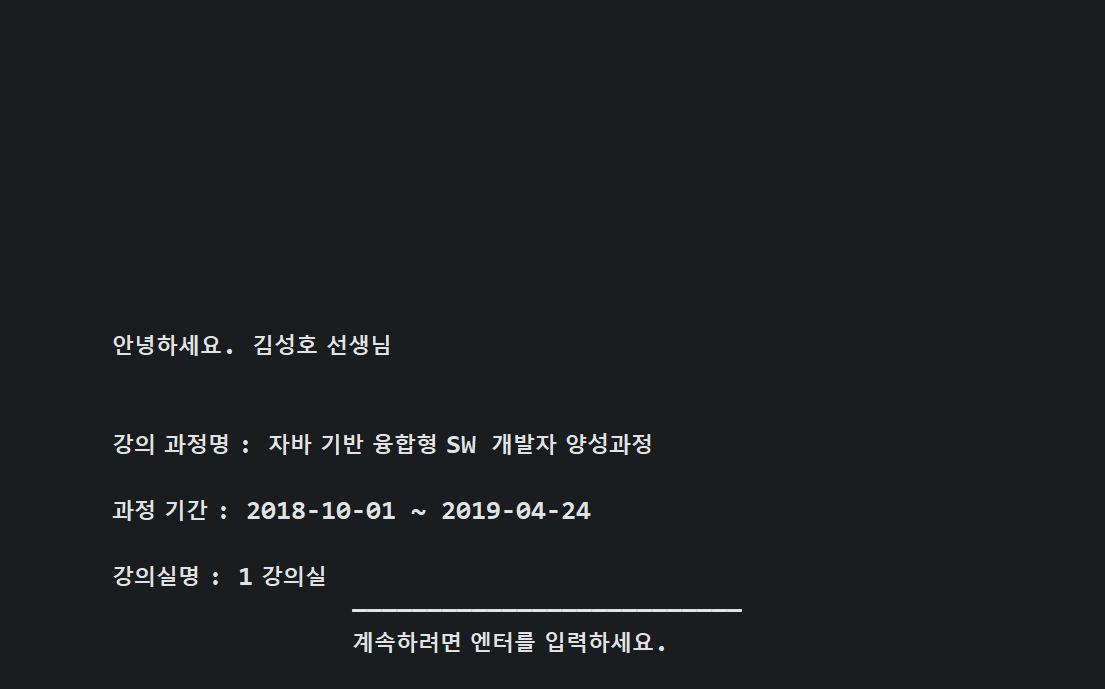 안녕하세요. 김성호 선생님
강의 과정명 : 자바 기반 융합형 SW 개발자 양성과정
과정 기간 : 2018-10-01 ~ 2019-04-24
강의실명 : 1 강의실
계속하려면 엔터를 입력하세요.